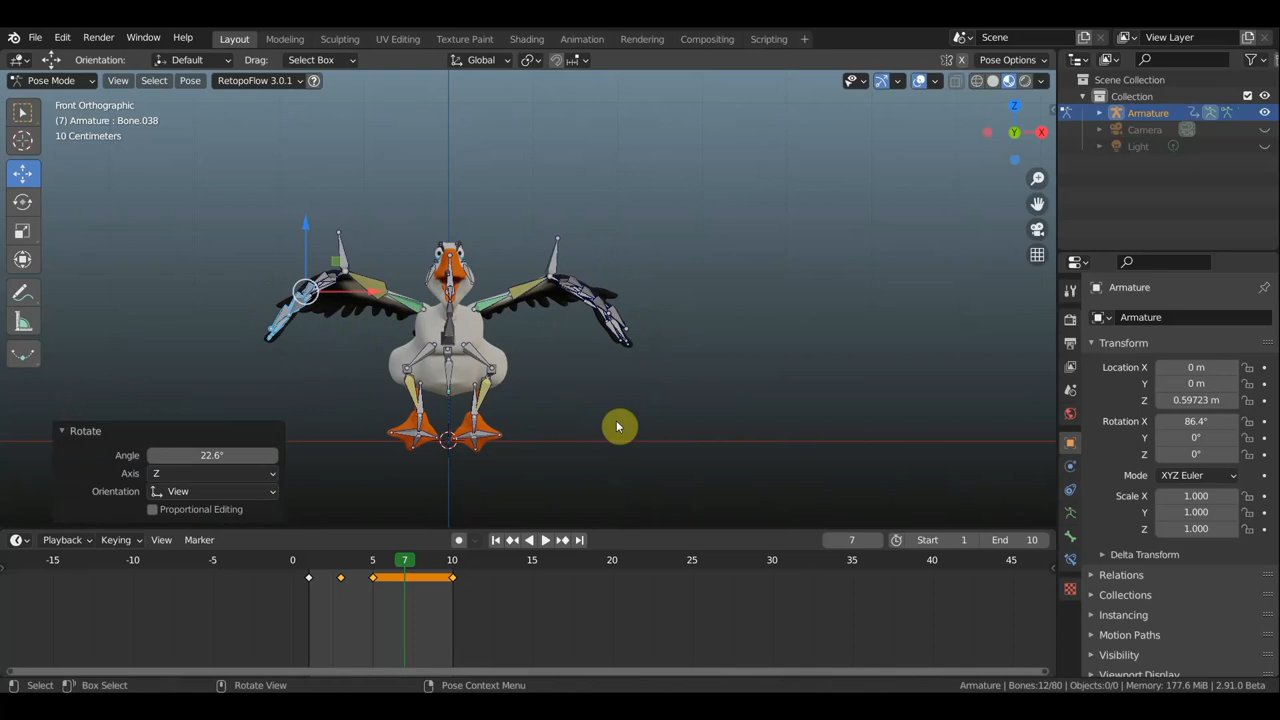 File Edit Render Window Help Layout Modeling Sculpting UV Editing Texture Paint Shading Animation Rendering Compositing Scripting + Scene View Layer
Orientation: Default Drag: Select Box Global X Pose Options
Pose Mode View Select Pose RetopoFlow 3.0.1 ?
Scene Collection
Collection
Armature
Camera
Light
Front Orthographic
(7) Armature : Bone.038
10 Centimeters
Z
Y
X
Armature
Armature
Transform
Location X 0 m
Y 0 m
Z 0.59723 m
Rotation X 86.4°
Y 0°
Z 0°
Mode XYZ Euler
Scale X 1.000
Y 1.000
Z 1.000
Delta Transform
Relations
Collections
Instancing
Motion Paths
Visibility
Viewport Display
Rotate
Angle 22.6°
Axis Z
Orientation View
Proportional Editing
Playback Keying View Marker 7 Start 1 End 10
-15 -10 -5 0 5 7 10 15 20 25 30 35 40 45
Select Box Select Rotate View Pose Context Menu Armature | Bones:12/80 | Objects:0/0 | Memory: 177.6 MiB | 2.91.0 Beta